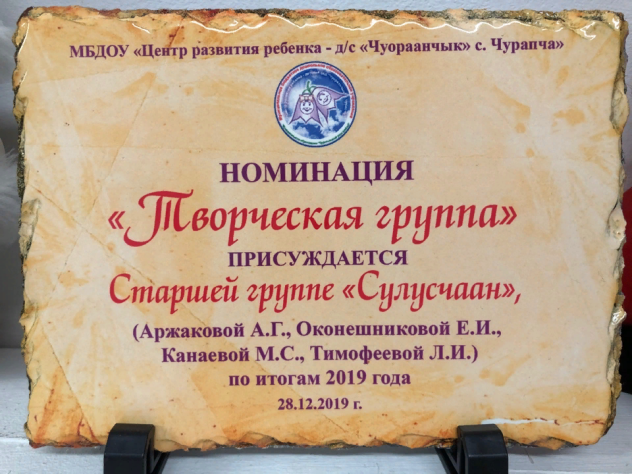 МБДОУ «Центр развития ребенка - д/с «Чуораанчык» с. Чурапча»
НОМИНАЦИЯ
«Творческая группа»
ПРИСУЖДАЕТСЯ
Старшей группе «Сулусчаан»,
(Аржаковой А.Г., Оконешниковой Е.И.,
Канаевой М.С., Тимофеевой Л.И.)
по итогам 2019 года
28.12.2019 г.